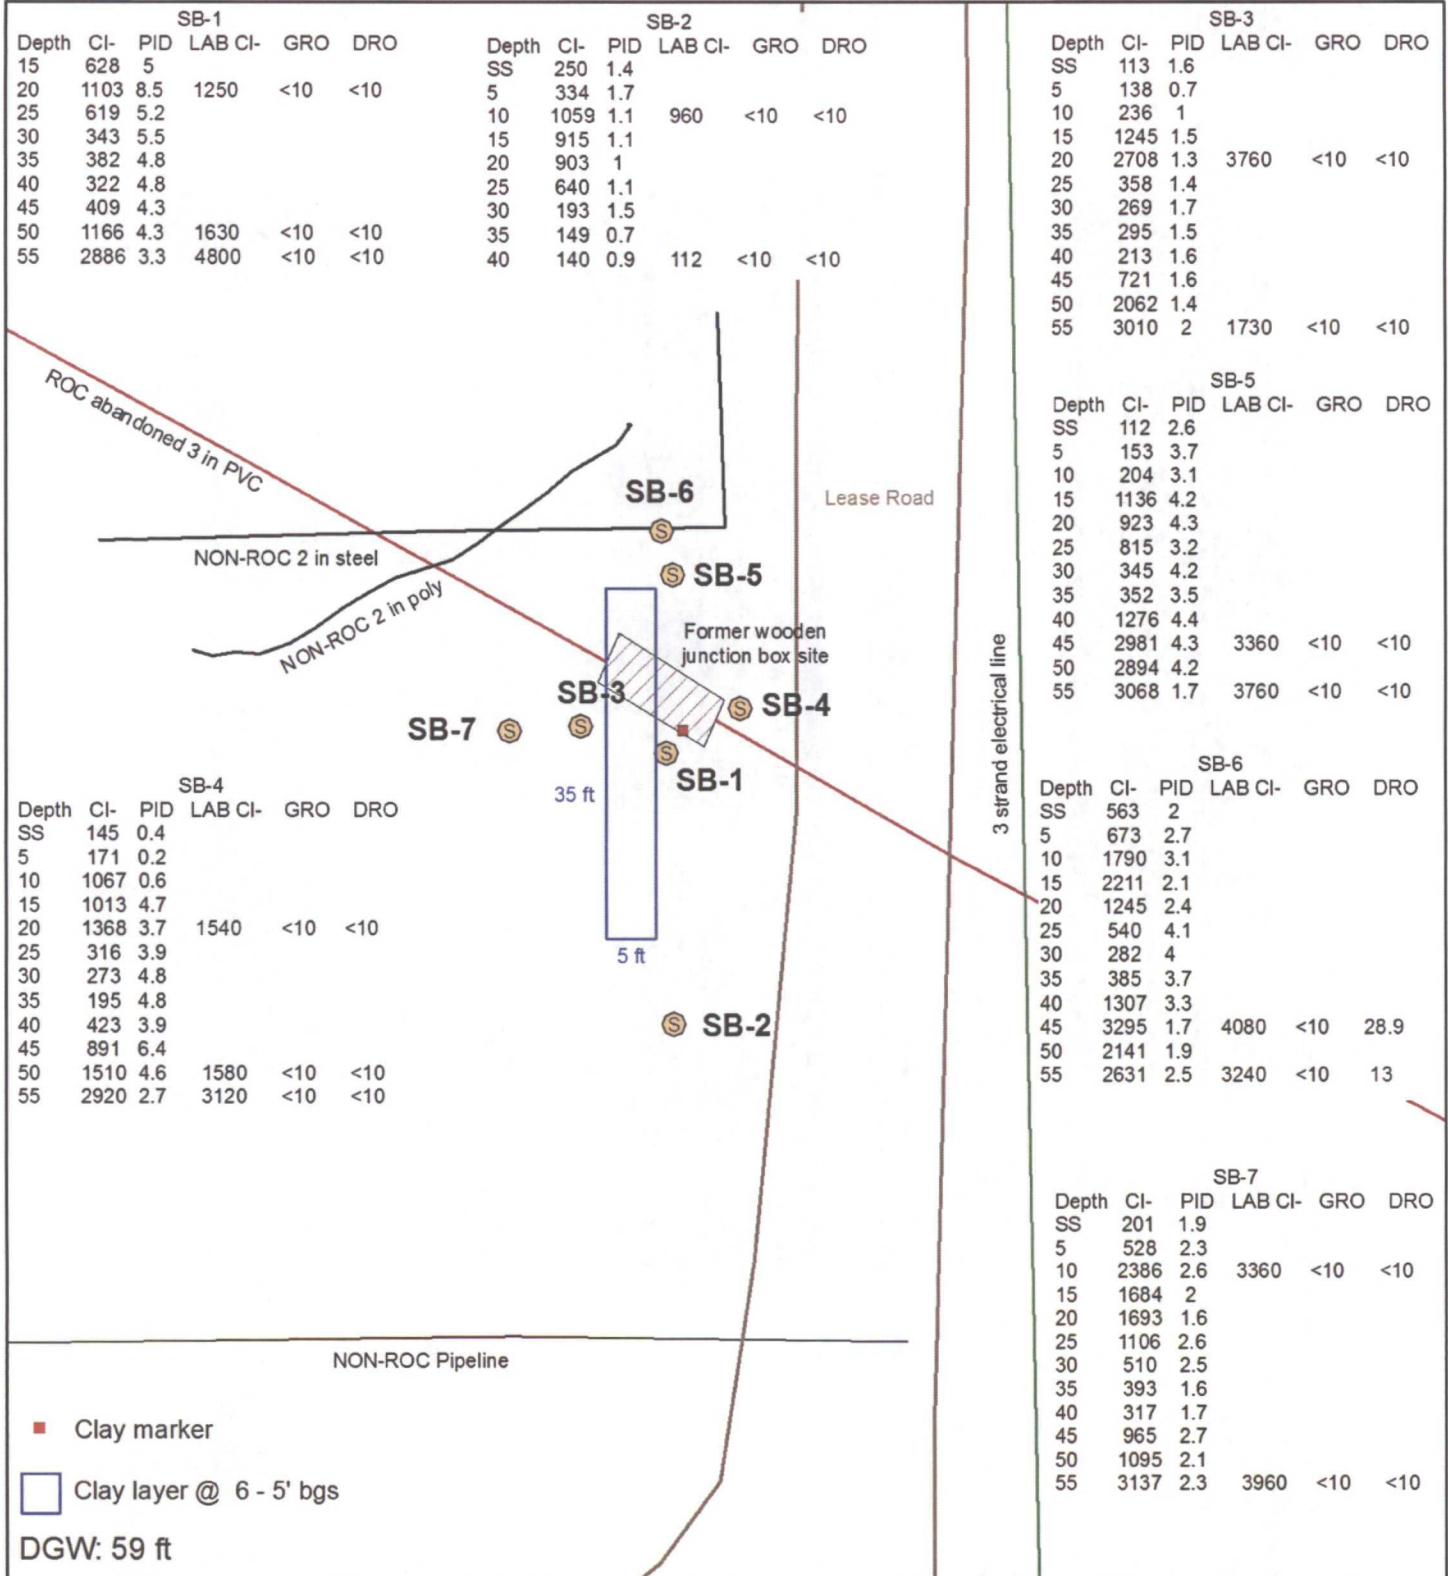 SB-1
Depth Cl- PID LAB Cl- GRO DRO
15 628 5
20 1103 8.5 1250 <10 <10
25 619 5.2
30 343 5.5
35 382 4.8
40 322 4.8
45 409 4.3
50 1166 4.3 1630 <10 <10
55 2886 3.3 4800 <10 <10
SB-2
Depth Cl- PID LAB Cl- GRO DRO
SS 250 1.4
5 334 1.7
10 1059 1.1 960 <10 <10
15 915 1.1
20 903 1
25 640 1.1
30 193 1.5
35 149 0.7
40 140 0.9 112 <10 <10
SB-3
Depth Cl- PID LAB Cl- GRO DRO
SS 113 1.6
5 138 0.7
10 236 1
15 1245 1.5
20 2708 1.3 3760 <10 <10
25 358 1.4
30 269 1.7
35 295 1.5
40 213 1.6
45 721 1.6
50 2062 1.4
55 3010 2 1730 <10 <10
SB-5
Depth Cl- PID LAB Cl- GRO DRO
SS 112 2.6
5 153 3.7
10 204 3.1
15 1136 4.2
20 923 4.3
25 815 3.2
30 345 4.2
35 352 3.5
40 1276 4.4
45 2981 4.3 3360 <10 <10
50 2894 4.2
55 3068 1.7 3760 <10 <10
ROC abandoned 3 in PVC
NON-ROC 2 in steel
NON-ROC 2 in poly
Lease Road
3 strand electrical line
SB-6
S
S SB-5
Former wooden
junction box site
SB-3
S SB-4
SB-7 S S
S
SB-1
35 ft
5 ft
S SB-2
SB-4
Depth Cl- PID LAB Cl- GRO DRO
SS 145 0.4
5 171 0.2
10 1067 0.6
15 1013 4.7
20 1368 3.7 1540 <10 <10
25 316 3.9
30 273 4.8
35 195 4.8
40 423 3.9
45 891 6.4
50 1510 4.6 1580 <10 <10
55 2920 2.7 3120 <10 <10
SB-6
Depth Cl- PID LAB Cl- GRO DRO
SS 563 2
5 673 2.7
10 1790 3.1
15 2211 2.1
20 1245 2.4
25 540 4.1
30 282 4
35 385 3.7
40 1307 3.3
45 3295 1.7 4080 <10 28.9
50 2141 1.9
55 2631 2.5 3240 <10 13
SB-7
Depth Cl- PID LAB Cl- GRO DRO
SS 201 1.9
5 528 2.3
10 2386 2.6 3360 <10 <10
15 1684 2
20 1693 1.6
25 1106 2.6
30 510 2.5
35 393 1.6
40 317 1.7
45 965 2.7
50 1095 2.1
55 3137 2.3 3960 <10 <10
NON-ROC Pipeline
Clay marker
Clay layer @ 6 - 5' bgs
DGW: 59 ft